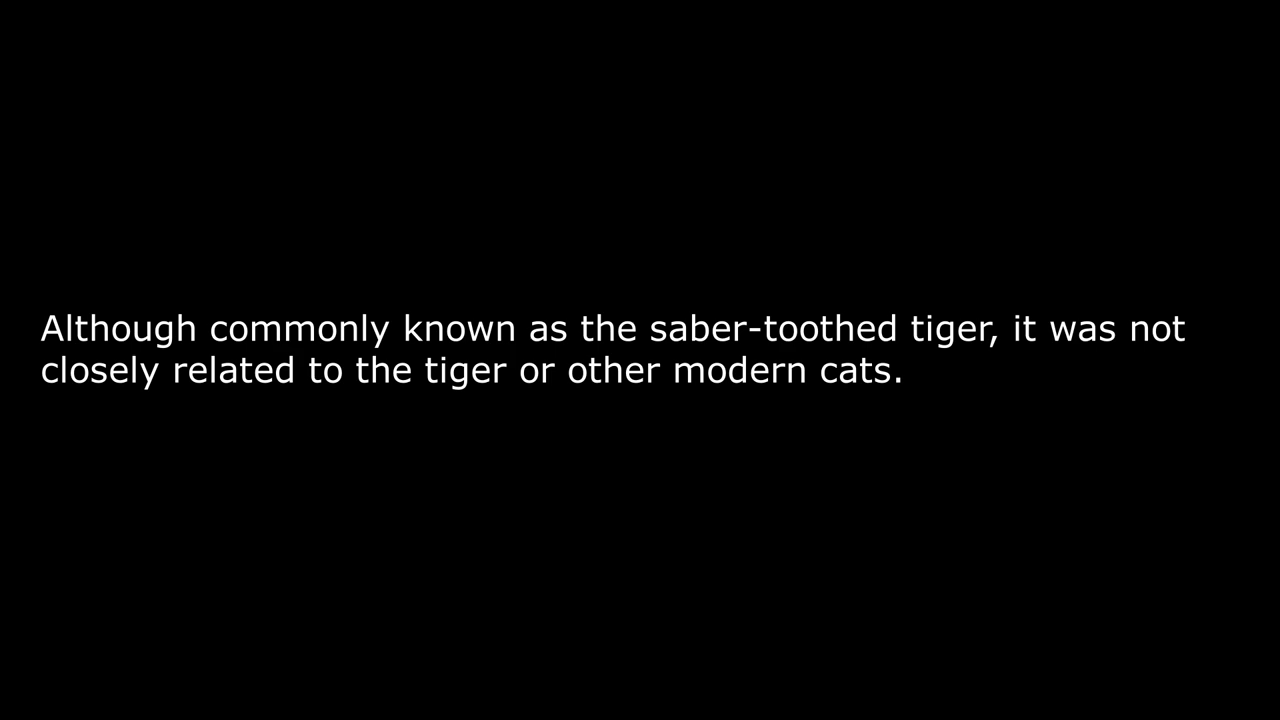 Although commonly known as the saber-toothed tiger, it was not
closely related to the tiger or other modern cats.